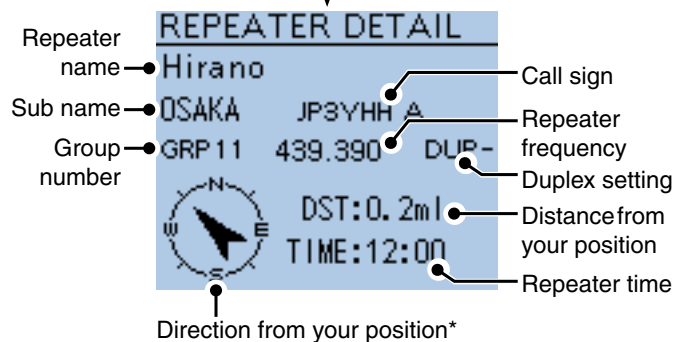 REPEATER DETAIL
Repeater
name
Hirano
Call sign
Sub name
OSAKA JP3YHH A
Repeater
frequency
Group
number
GRP11 439.390 DUP-
Duplex setting
N
W E
S
DST:0.2ml
Distance from
your position
TIME:12:00
Repeater time
Direction from your position*